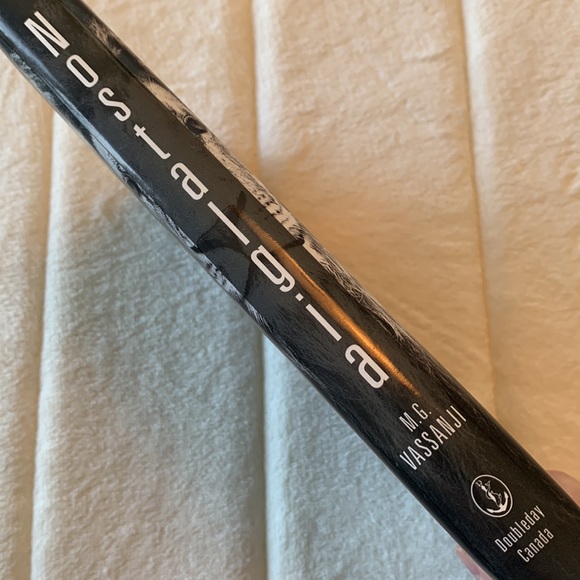 Nostalgia
M.G.
VASSANJI
Doubleday
Canada